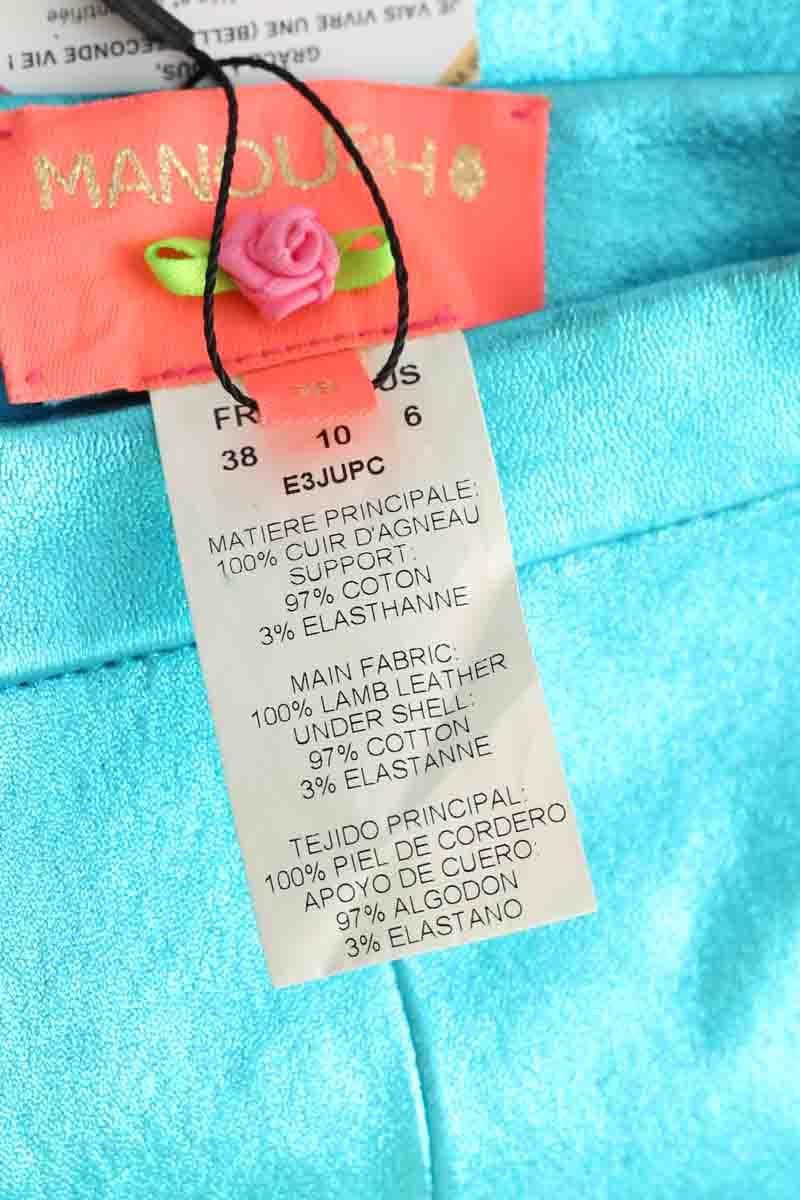 JE VAIS VIVRE UNE (BELLE) SECONDE VIE !
MANOUSH
FR US
38 10 6
E3JUPC
MATIERE PRINCIPALE:
100% CUIR D'AGNEAU
SUPPORT:
97% COTON
3% ELASTHANNE
MAIN FABRIC:
100% LAMB LEATHER
UNDER SHELL:
97% COTTON
3% ELASTANNE
TEJIDO PRINCIPAL:
100% PIEL DE CORDERO
APOYO DE CUERO:
97% ALGODON
3% ELASTANO